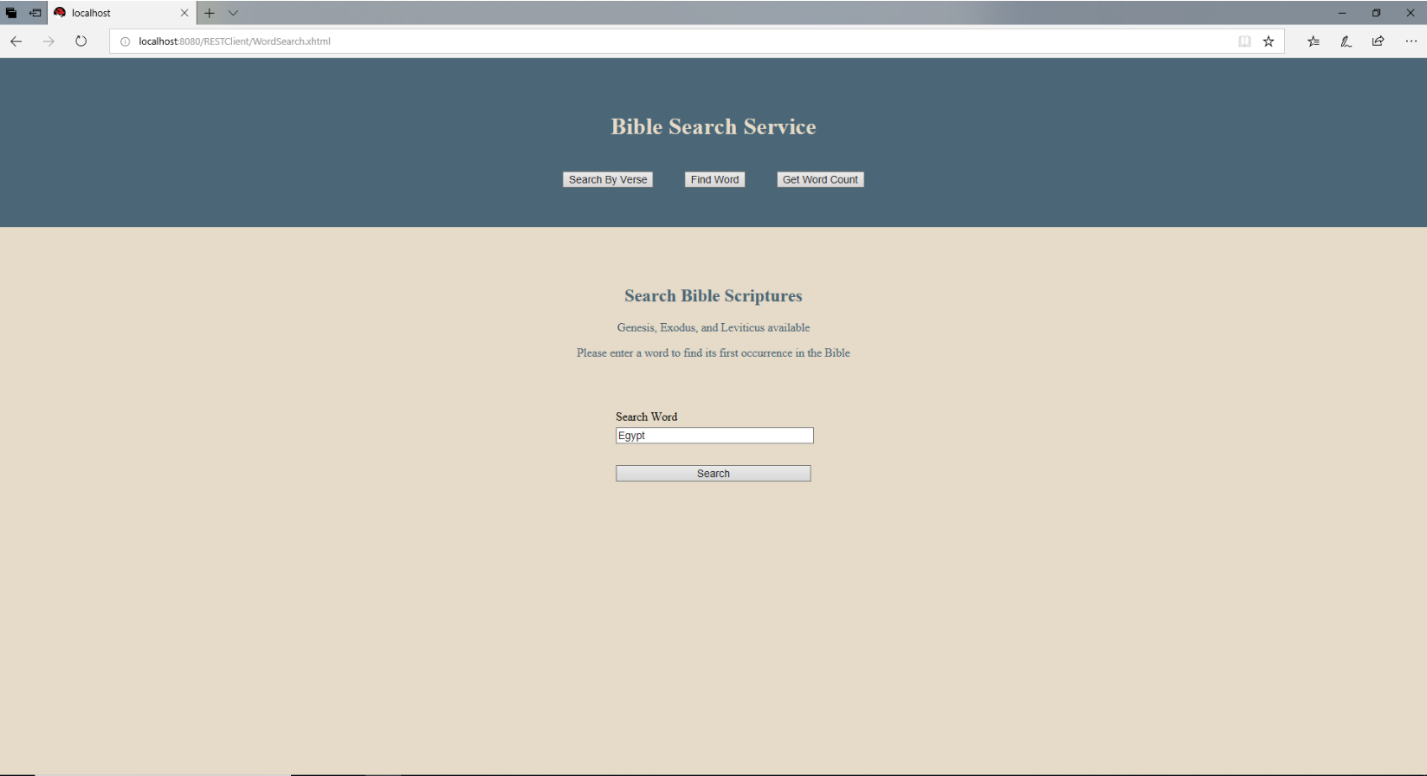 localhost
localhost:8080/RESTClient/WordSearch.xhtml
Bible Search Service
Search By Verse Find Word Get Word Count
Search Bible Scriptures
Genesis, Exodus, and Leviticus available
Please enter a word to find its first occurrence in the Bible
Search Word
Egypt
Search